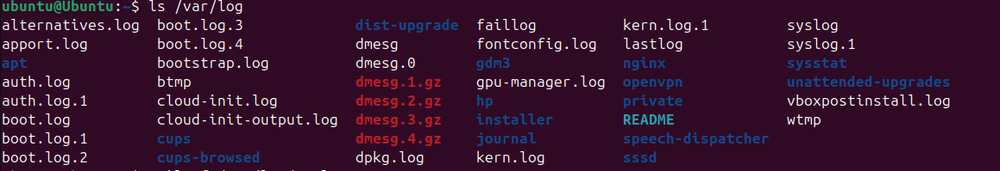 ubuntu@Ubuntu:~$ ls /var/log
alternatives.log boot.log.3 dist-upgrade faillog kern.log.1 syslog
apport.log boot.log.4 dmesg fontconfig.log lastlog syslog.1
apt bootstrap.log dmesg.0 gdm3 nginx sysstat
auth.log btmp dmesg.1.gz gpu-manager.log openvpn unattended-upgrades
auth.log.1 cloud-init.log dmesg.2.gz hp private vboxpostinstall.log
boot.log cloud-init-output.log dmesg.3.gz installer README wtmp
boot.log.1 cups dmesg.4.gz journal speech-dispatcher
boot.log.2 cups-browsed dpkg.log kern.log sssd